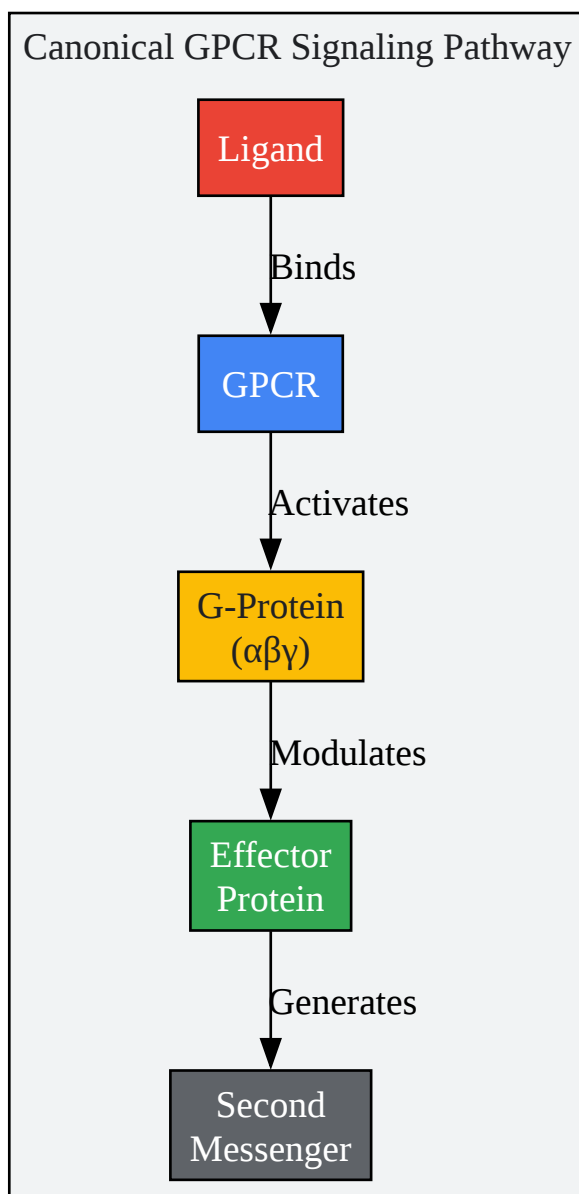 Canonical GPCR Signaling Pathway
Ligand
Binds
GPCR
Activates
G-Protein
(αβγ)
Modulates
Effector
Protein
Generates
Second
Messenger